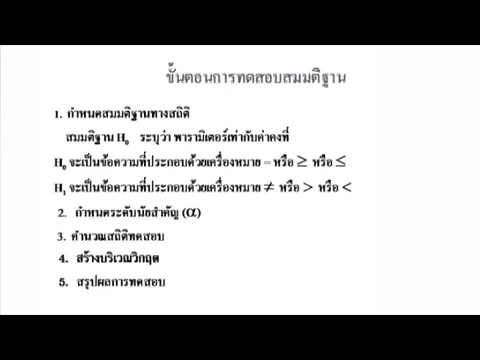 ขั้นตอนการทดสอบสมมติฐาน
1. กำหนดสมมติฐานทางสถิติ
สมมติฐาน H₀ ระบุว่า พารามิเตอร์เท่ากับค่าคงที่
H₀ จะเป็นข้อความที่ประกอบด้วยเครื่องหมาย = หรือ ≥ หรือ ≤
H₁ จะเป็นข้อความที่ประกอบด้วยเครื่องหมาย ≠ หรือ > หรือ <
2. กำหนดระดับนัยสำคัญ (α)
3. คำนวณสถิติทดสอบ
4. สร้างบริเวณวิกฤต
5. สรุปผลการทดสอบ